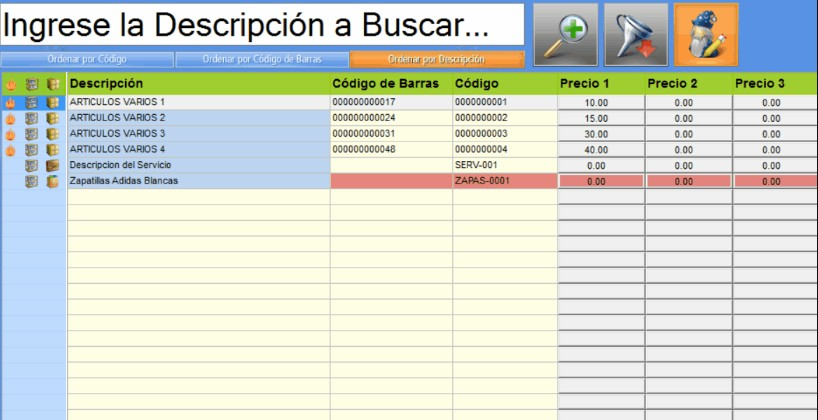 Ingrese la Descripción a Buscar...
Ordenar por Código Ordenar por Código de Barras Ordenar por Descripción
Descripción Código de Barras Código Precio 1 Precio 2 Precio 3
ARTICULOS VARIOS 1 000000000017 0000000001 10.00 0.00 0.00
ARTICULOS VARIOS 2 000000000024 0000000002 15.00 0.00 0.00
ARTICULOS VARIOS 3 000000000031 0000000003 30.00 0.00 0.00
ARTICULOS VARIOS 4 000000000048 0000000004 40.00 0.00 0.00
Descripcion del Servicio SERV-001 0.00 0.00 0.00
Zapatillas Adidas Blancas ZAPAS-0001 0.00 0.00 0.00